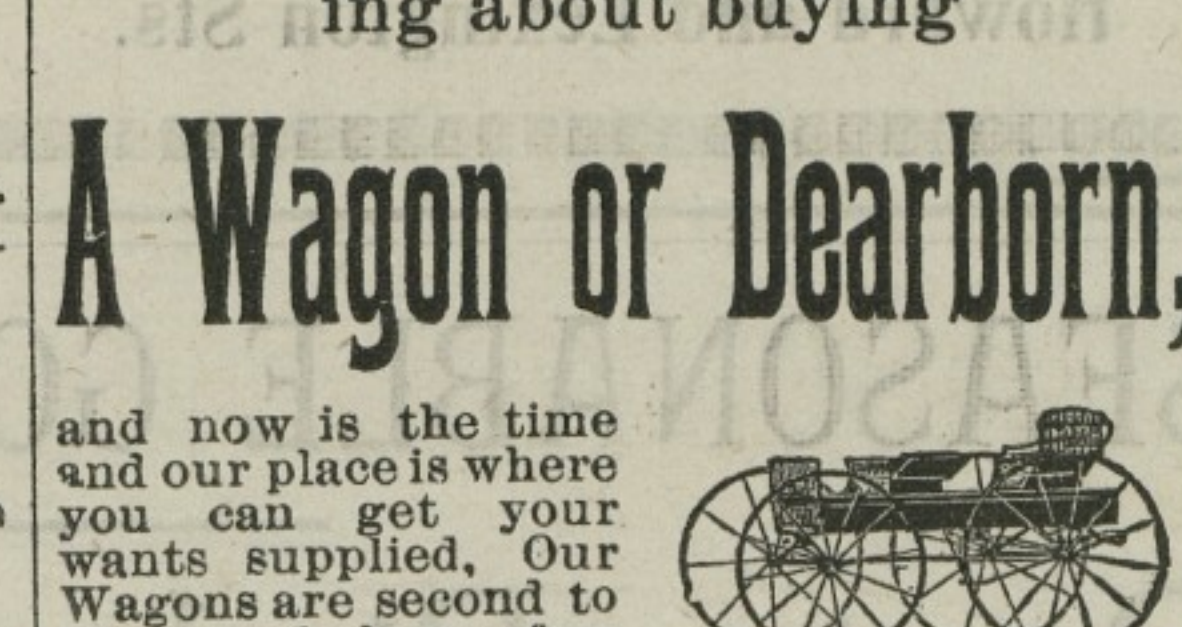 ing about buying
A Wagon or Dearborn,
and now is the time
and our place is where
you can get your
wants supplied, Our
Wagons are second to